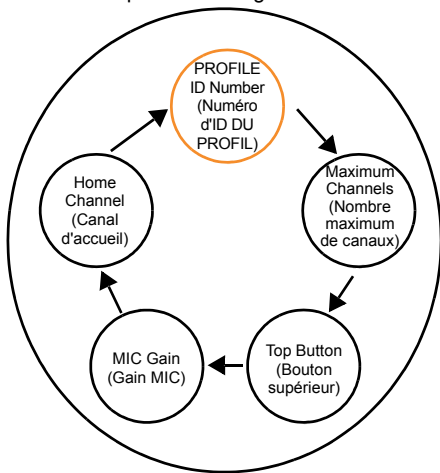 PROFILE
ID Number
(Numéro
d'ID DU
PROFIL)
Maximum
Channels
(Nombre
maximum
de canaux)
Top Button
(Bouton
supérieur)
MIC Gain
(Gain MIC)
Home
Channel
(Canal
d'accueil)